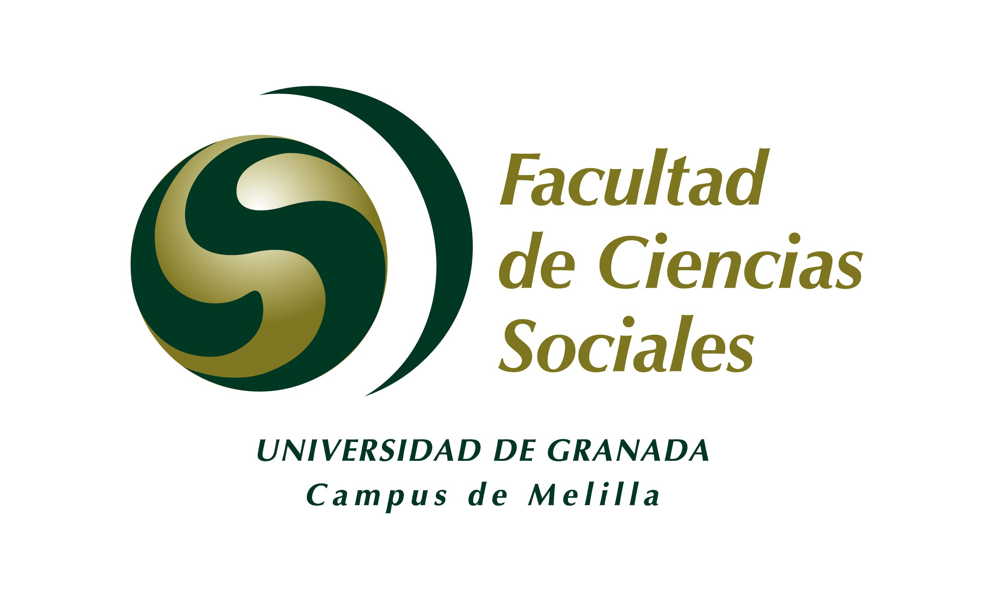 Facultad
de Ciencias
Sociales
UNIVERSIDAD DE GRANADA
Campus de Melilla